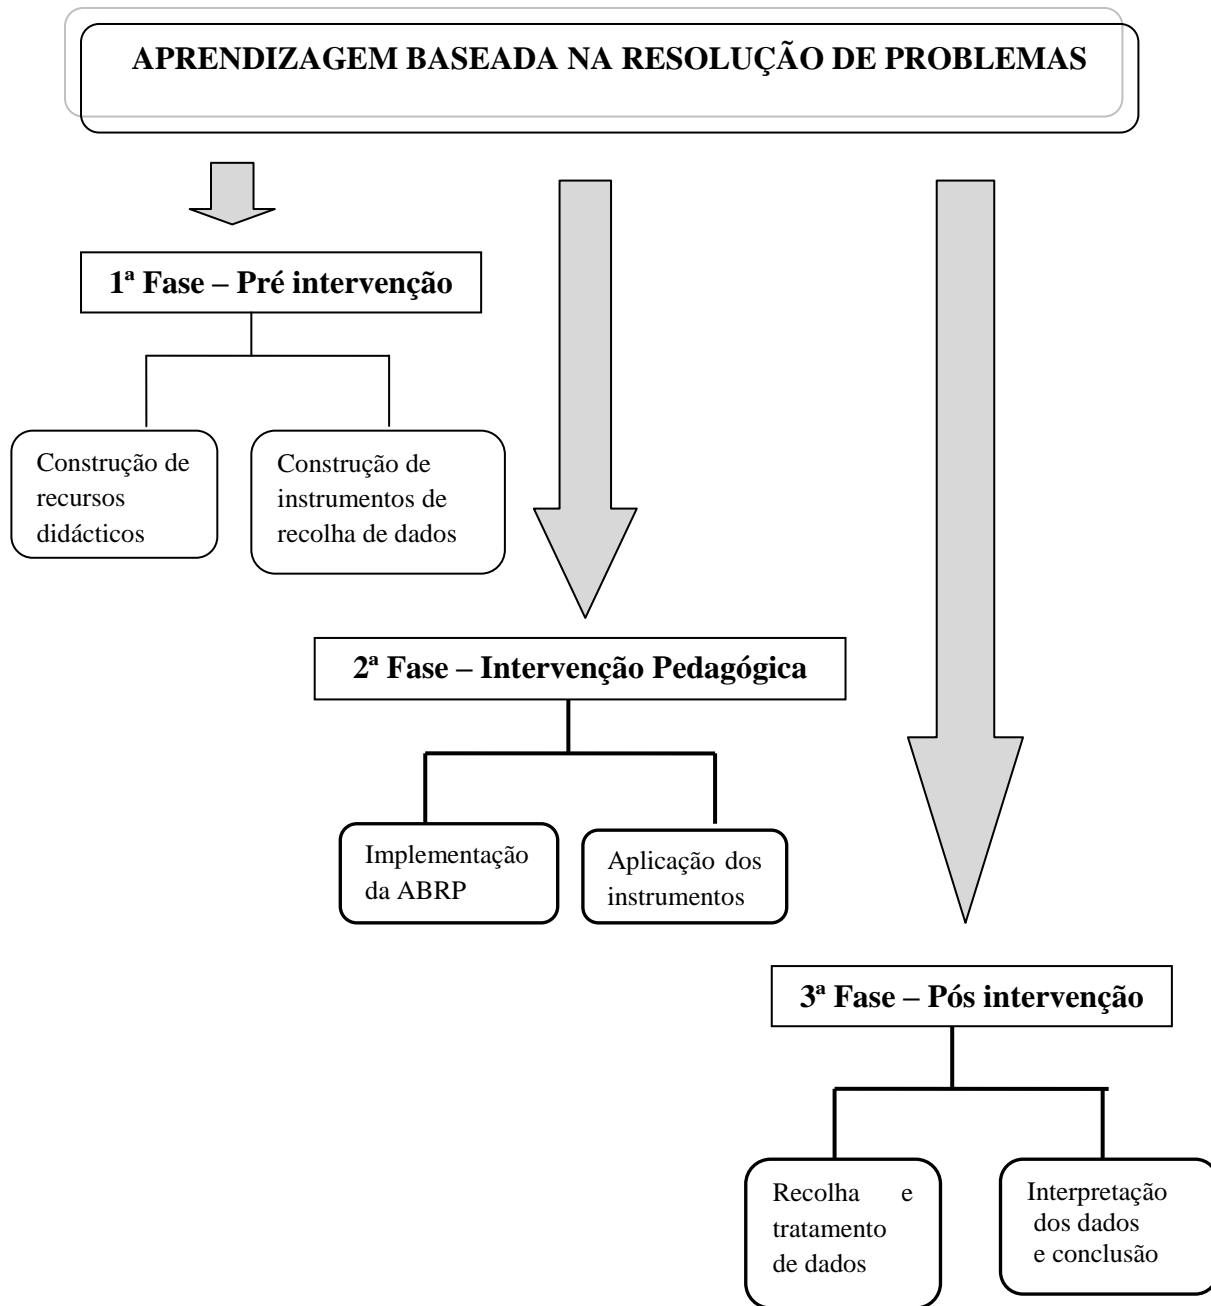 APRENDIZAGEM BASEADA NA RESOLUÇÃO DE PROBLEMAS
1ª Fase – Pré intervenção
Construção de
recursos
didácticos
Construção de
instrumentos de
recolha de dados
2ª Fase – Intervenção Pedagógica
Implementação
da ABRP
Aplicação dos
instrumentos
3ª Fase – Pós intervenção
Recolha e
tratamento
de dados
Interpretação
dos dados
e conclusão